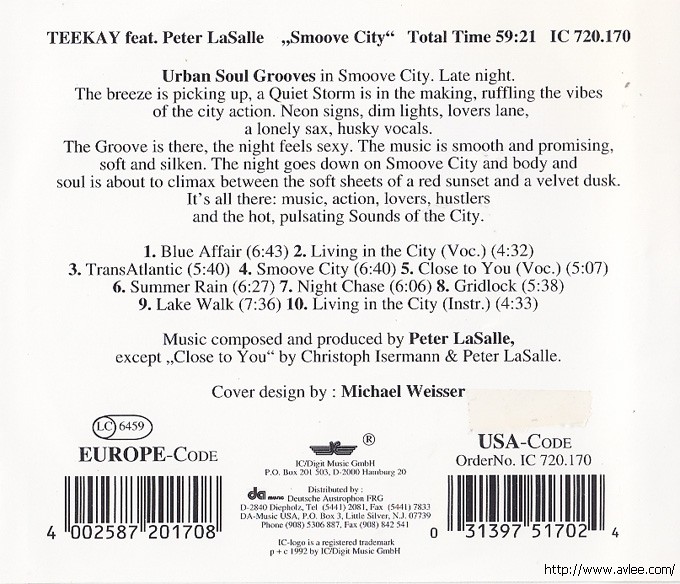 TEEKAY feat. Peter LaSalle „Smoove City“ Total Time 59:21 IC 720.170
Urban Soul Grooves in Smoove City. Late night.
The breeze is picking up, a Quiet Storm is in the making, ruffling the vibes
of the city action. Neon signs, dim lights, lovers lane,
a lonely sax, husky vocals.
The Groove is there, the night feels sexy. The music is smooth and promising,
soft and silken. The night goes down on Smoove City and body and
soul is about to climax between the soft sheets of a red sunset and a velvet dusk.
It's all there: music, action, lovers, hustlers
and the hot, pulsating Sounds of the City.
1. Blue Affair (6:43) 2. Living in the City (Voc.) (4:32)
3. TransAtlantic (5:40) 4. Smoove City (6:40) 5. Close to You (Voc.) (5:07)
6. Summer Rain (6:27) 7. Night Chase (6:06) 8. Gridlock (5:38)
9. Lake Walk (7:36) 10. Living in the City (Instr.) (4:33)
Music composed and produced by Peter LaSalle,
except „Close to You“ by Christoph Isermann & Peter LaSalle.
Cover design by : Michael Weisser
LC 6459
EUROPE-CODE
4 002587 201708
®
IC/Digit Music GmbH
P.O. Box 201 503, D-2000 Hamburg 20
Distributed by :
da music Deutsche Austrophon FRG
D-2840 Diepholz, Tel (5441) 2081, Fax (5441) 7833
DA-Music USA, P.O. Box 3, Little Silver, N.J. 07739
Phone (908) 5306 887, Fax (908) 842 541
IC-logo is a registered trademark
p + c 1992 by IC/Digit Music GmbH
USA-CODE
OrderNo. IC 720.170
0 31397 51702 4
http://www.avlee.com/